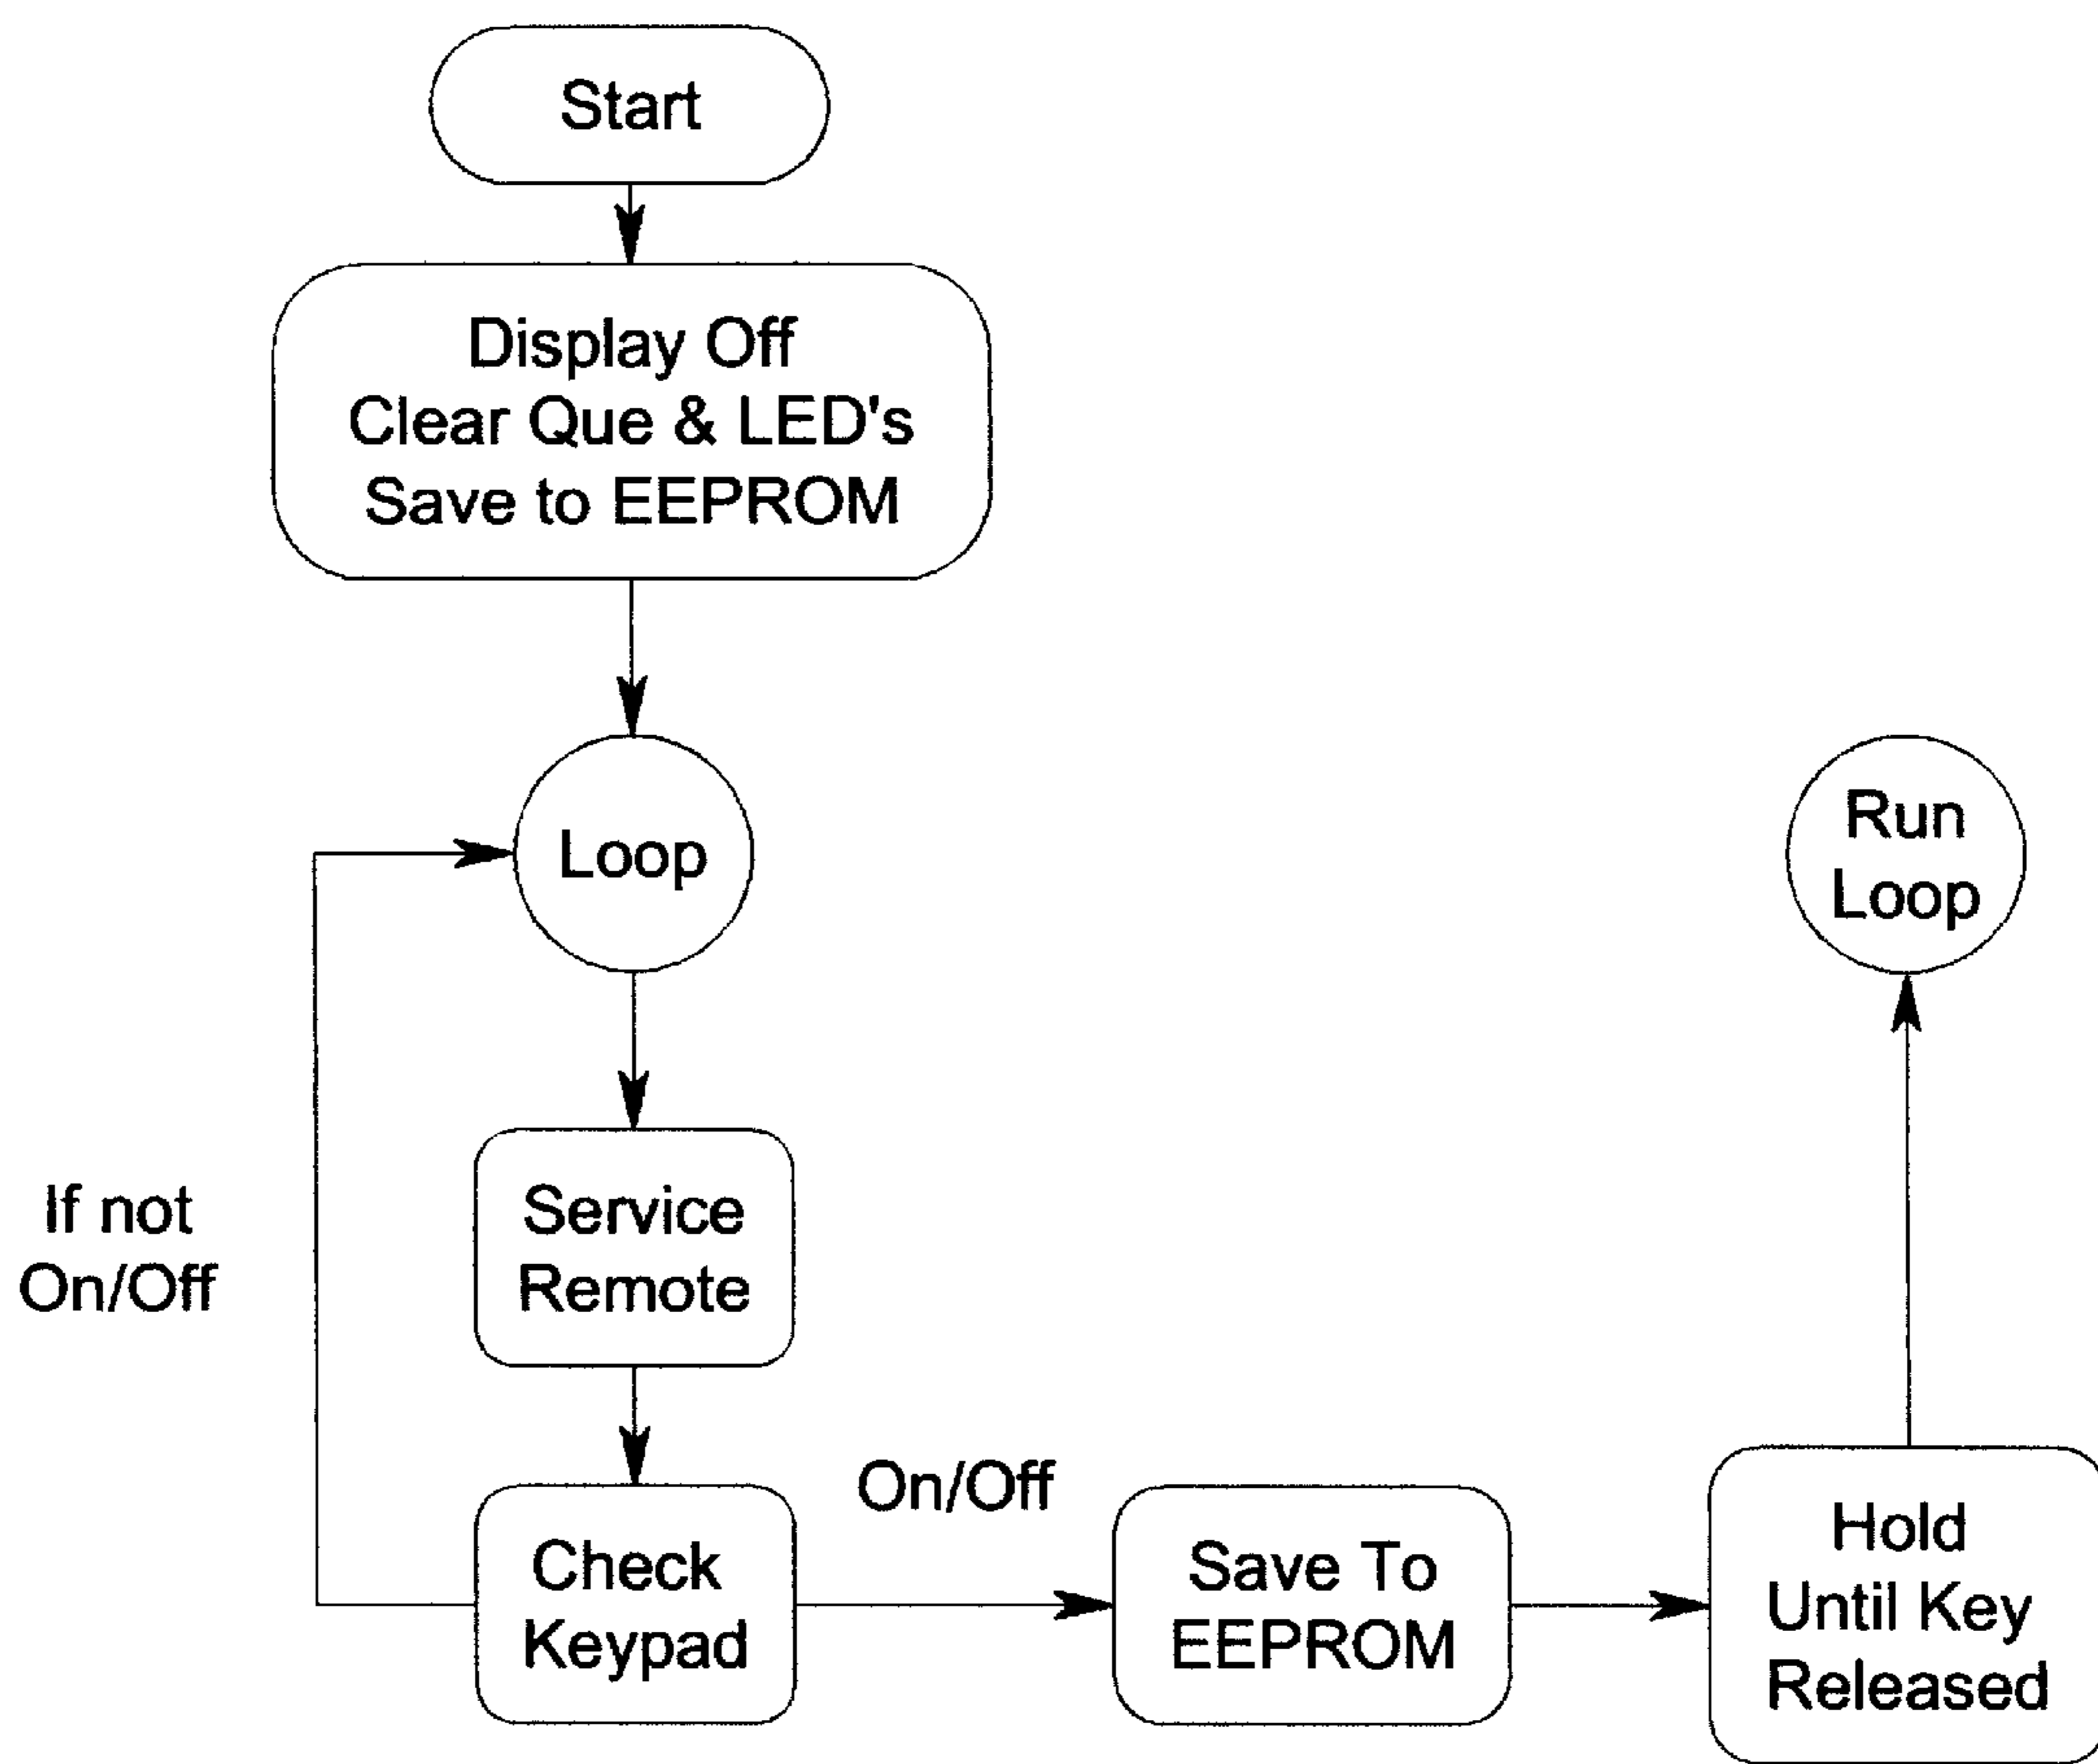 Start
Display Off
Clear Que & LED's
Save to EEPROM
Loop
Run
Loop
If not
On/Off
Service
Remote
On/Off
Check
Keypad
Save To
EEPROM
Hold
Until Key
Released